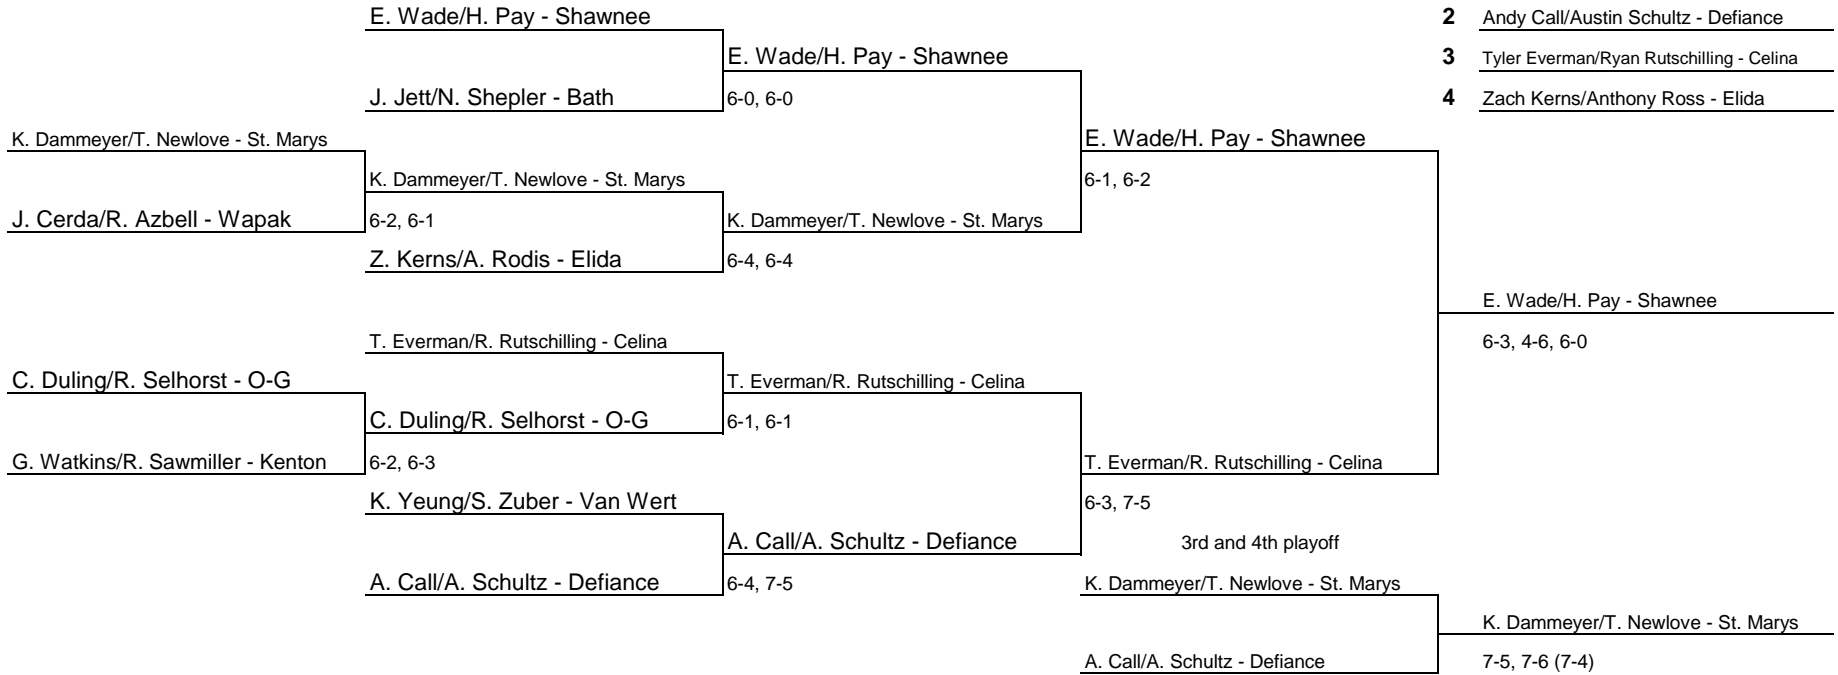 E. Wade/H. Pay - Shawnee
2 Andy Call/Austin Schultz - Defiance
E. Wade/H. Pay - Shawnee
3 Tyler Everman/Ryan Rutschilling - Celina
J. Jett/N. Shepler - Bath
6-0, 6-0
4 Zach Kerns/Anthony Ross - Elida
K. Dammeyer/T. Newlove - St. Marys
E. Wade/H. Pay - Shawnee
K. Dammeyer/T. Newlove - St. Marys
6-1, 6-2
J. Cerda/R. Azbell - Wapak
6-2, 6-1
K. Dammeyer/T. Newlove - St. Marys
Z. Kerns/A. Rodis - Elida
6-4, 6-4
E. Wade/H. Pay - Shawnee
T. Everman/R. Rutschilling - Celina
6-3, 4-6, 6-0
C. Duling/R. Selhorst - O-G
T. Everman/R. Rutschilling - Celina
C. Duling/R. Selhorst - O-G
6-1, 6-1
G. Watkins/R. Sawmiller - Kenton
6-2, 6-3
T. Everman/R. Rutschilling - Celina
K. Yeung/S. Zuber - Van Wert
6-3, 7-5
A. Call/A. Schultz - Defiance
3rd and 4th playoff
A. Call/A. Schultz - Defiance
6-4, 7-5
K. Dammeyer/T. Newlove - St. Marys
K. Dammeyer/T. Newlove - St. Marys
A. Call/A. Schultz - Defiance
7-5, 7-6 (7-4)